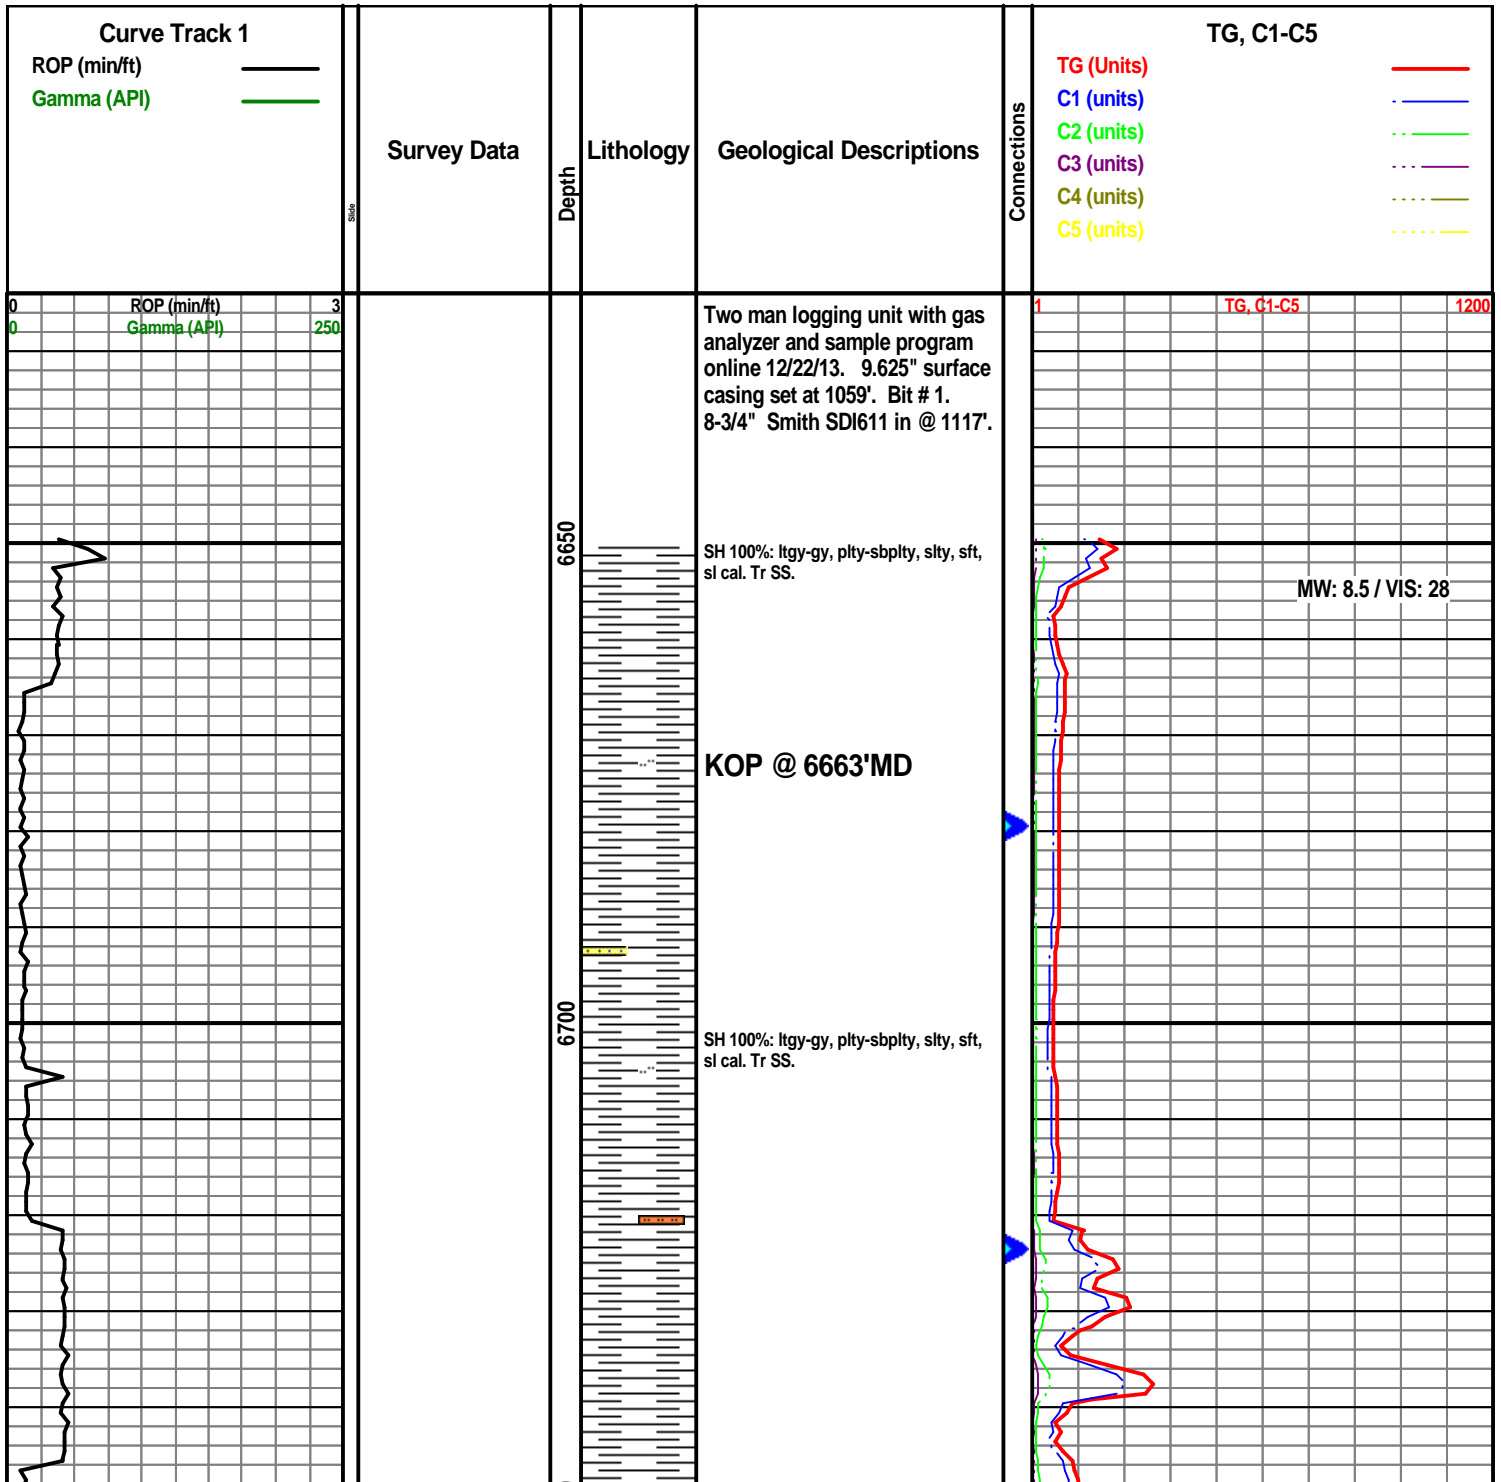 Curve Track 1
ROP (min/ft)
Gamma (API)
Slide
Survey Data
Depth
Lithology
Geological Descriptions
Connections
TG, C1-C5
TG (Units)
C1 (units)
C2 (units)
C3 (units)
C4 (units)
C5 (units)
0 ROP (min/ft) 3
0 Gamma (API) 250
1 TG, C1-C5 1200
Two man logging unit with gas
analyzer and sample program
online 12/22/13. 9.625" surface
casing set at 1059'. Bit # 1.
8-3/4" Smith SDI611 in @ 1117'.
6650
SH 100%: ltgy-gy, plty-sbplty, slty, sft,
sl cal. Tr SS.
MW: 8.5 / VIS: 28
KOP @ 6663'MD
6700
SH 100%: ltgy-gy, plty-sbplty, slty, sft,
sl cal. Tr SS.